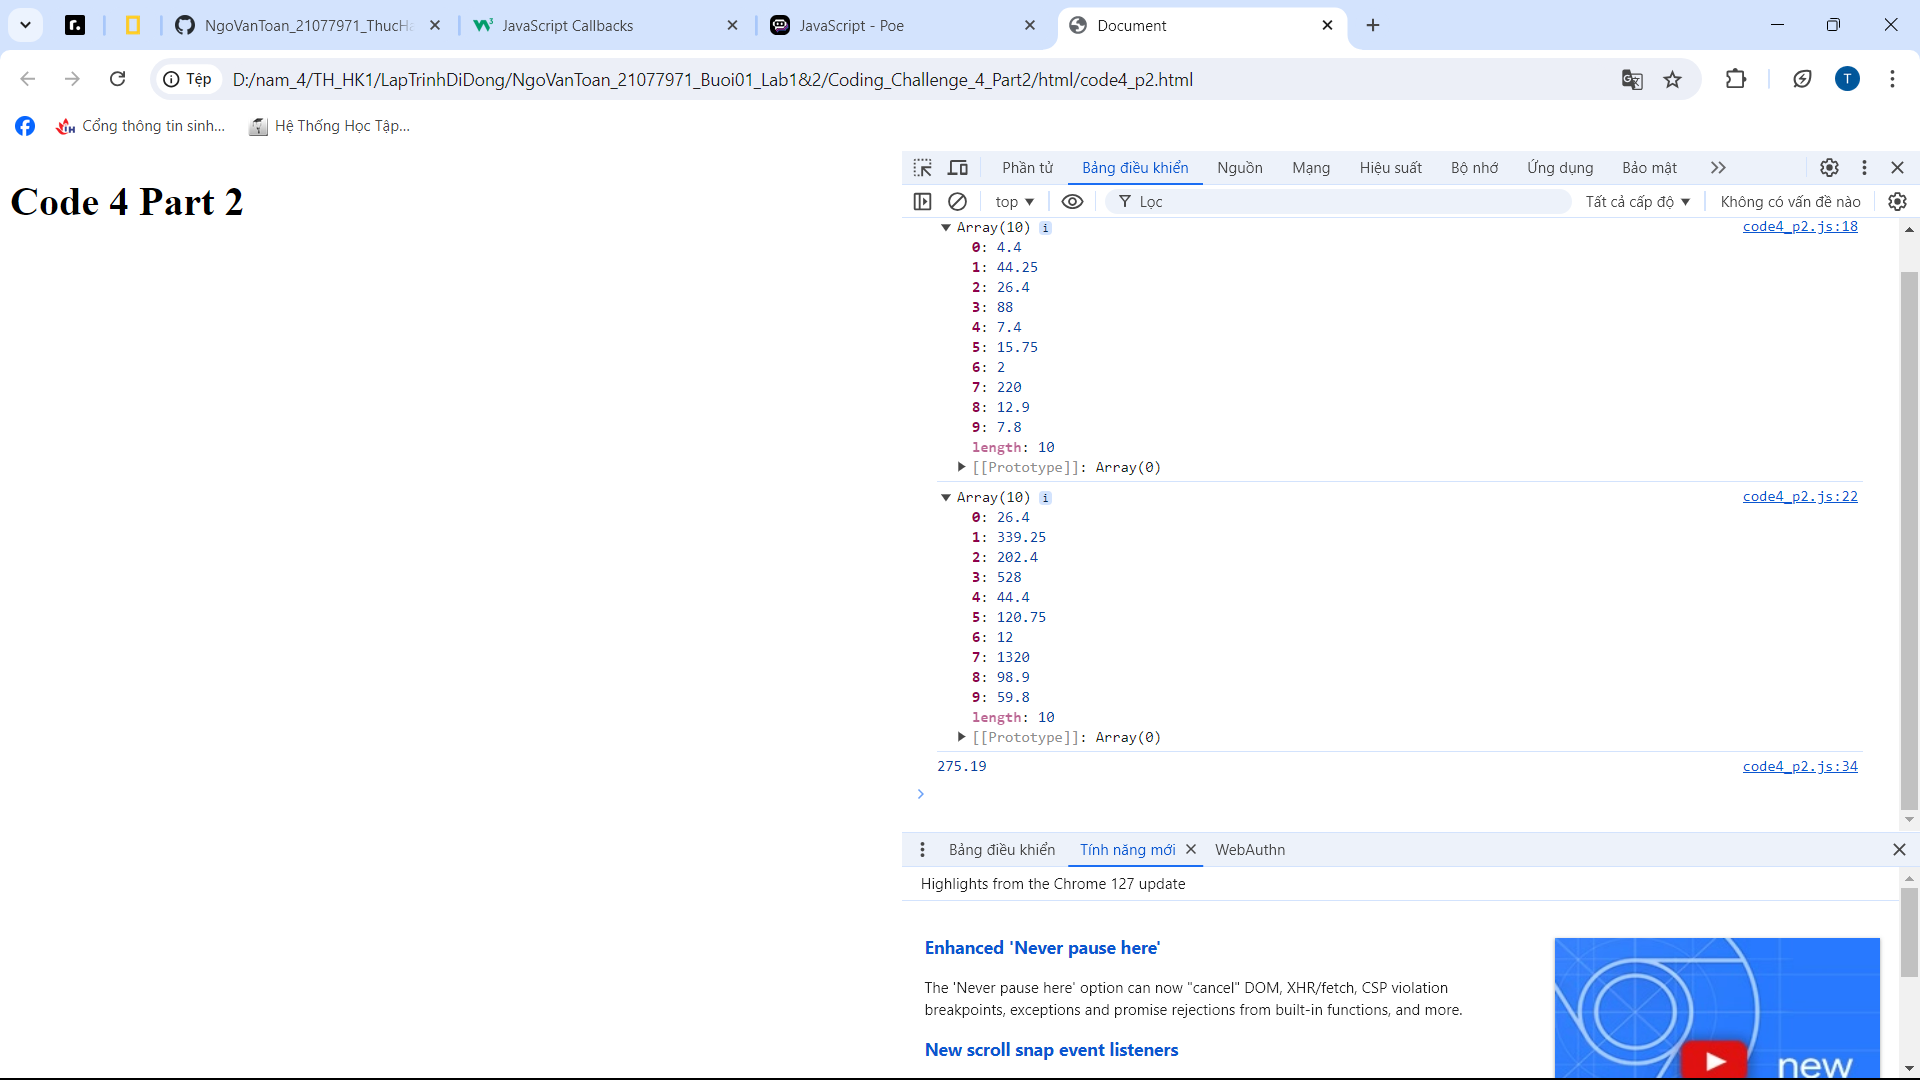 NgoVanToan_21077971_ThucHa
JavaScript Callbacks
JavaScript - Poe
Document
Tệp
D:/nam_4/TH_HK1/LapTrinhDiDong/NgoVanToan_21077971_Buoi01_Lab1&2/Coding_Challenge_4_Part2/html/code4_p2.html
T
Cổng thông tin sinh...
Hệ Thống Học Tập...
Code 4 Part 2
Phần tử
Bảng điều khiển
Nguồn
Mạng
Hiệu suất
Bộ nhớ
Ứng dụng
Bảo mật
top
Lọc
Tất cả cấp độ
Không có vấn đề nào
Array(10) i code4_p2.js:18
0: 4.4
1: 44.25
2: 26.4
3: 88
4: 7.4
5: 15.75
6: 2
7: 220
8: 12.9
9: 7.8
length: 10
[[Prototype]]: Array(0)
Array(10) i code4_p2.js:22
0: 26.4
1: 339.25
2: 202.4
3: 528
4: 44.4
5: 120.75
6: 12
7: 1320
8: 98.9
9: 59.8
length: 10
[[Prototype]]: Array(0)
275.19 code4_p2.js:34
Bảng điều khiển
Tính năng mới
WebAuthn
Highlights from the Chrome 127 update
Enhanced 'Never pause here'
The 'Never pause here' option can now "cancel" DOM, XHR/fetch, CSP violation
breakpoints, exceptions and promise rejections from built-in functions, and more.
New scroll snap event listeners
new